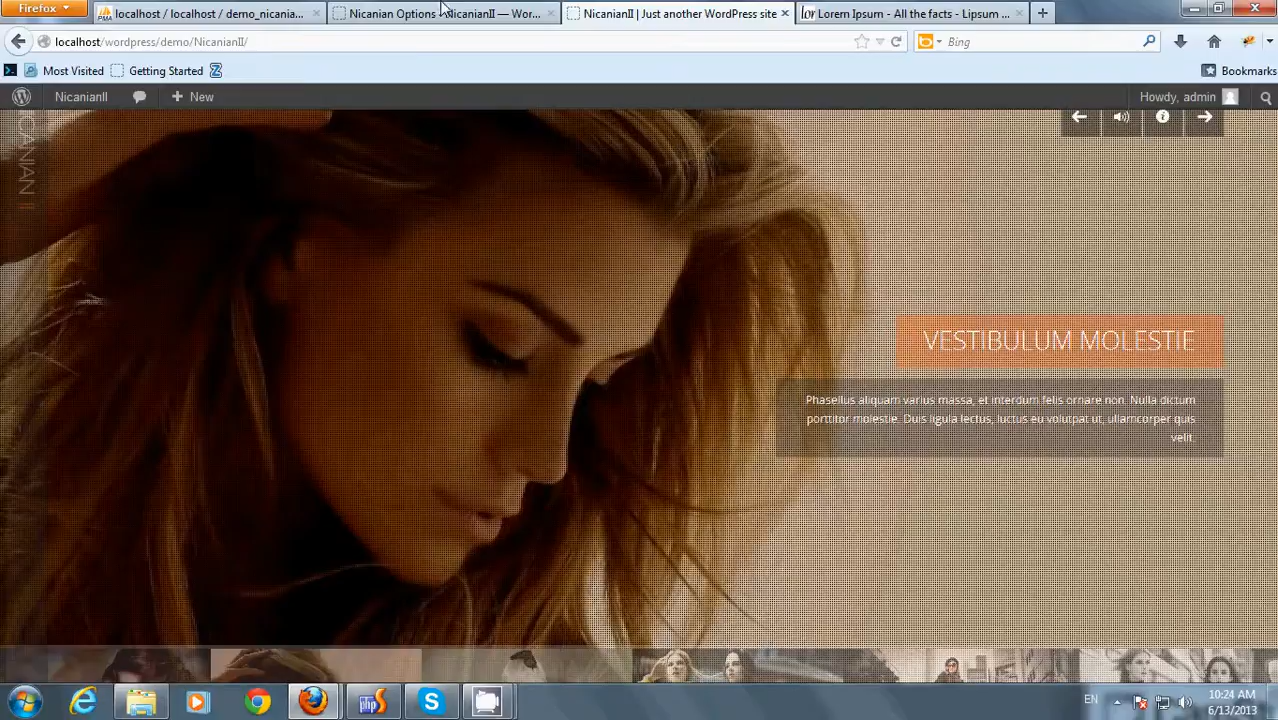 Firefox
localhost / localhost / demo_nicania...
Nicanian Options ‹ NicanianII — Wor...
NicanianII | Just another WordPress site
Lorem Ipsum - All the facts - Lipsum ...
localhost/wordpress/demo/NicanianII/
Bing
Most Visited
Getting Started
Bookmarks
NicanianII
New
Howdy, admin
NICANIAN II
VESTIBULUM MOLESTIE
Phasellus aliquam varius massa, et interdum felis ornare non. Nulla dictum
porttitor molestie. Duis ligula lectus, luctus eu volutpat ut, ullamcorper quis
velit.
EN
10:24 AM
6/13/2013